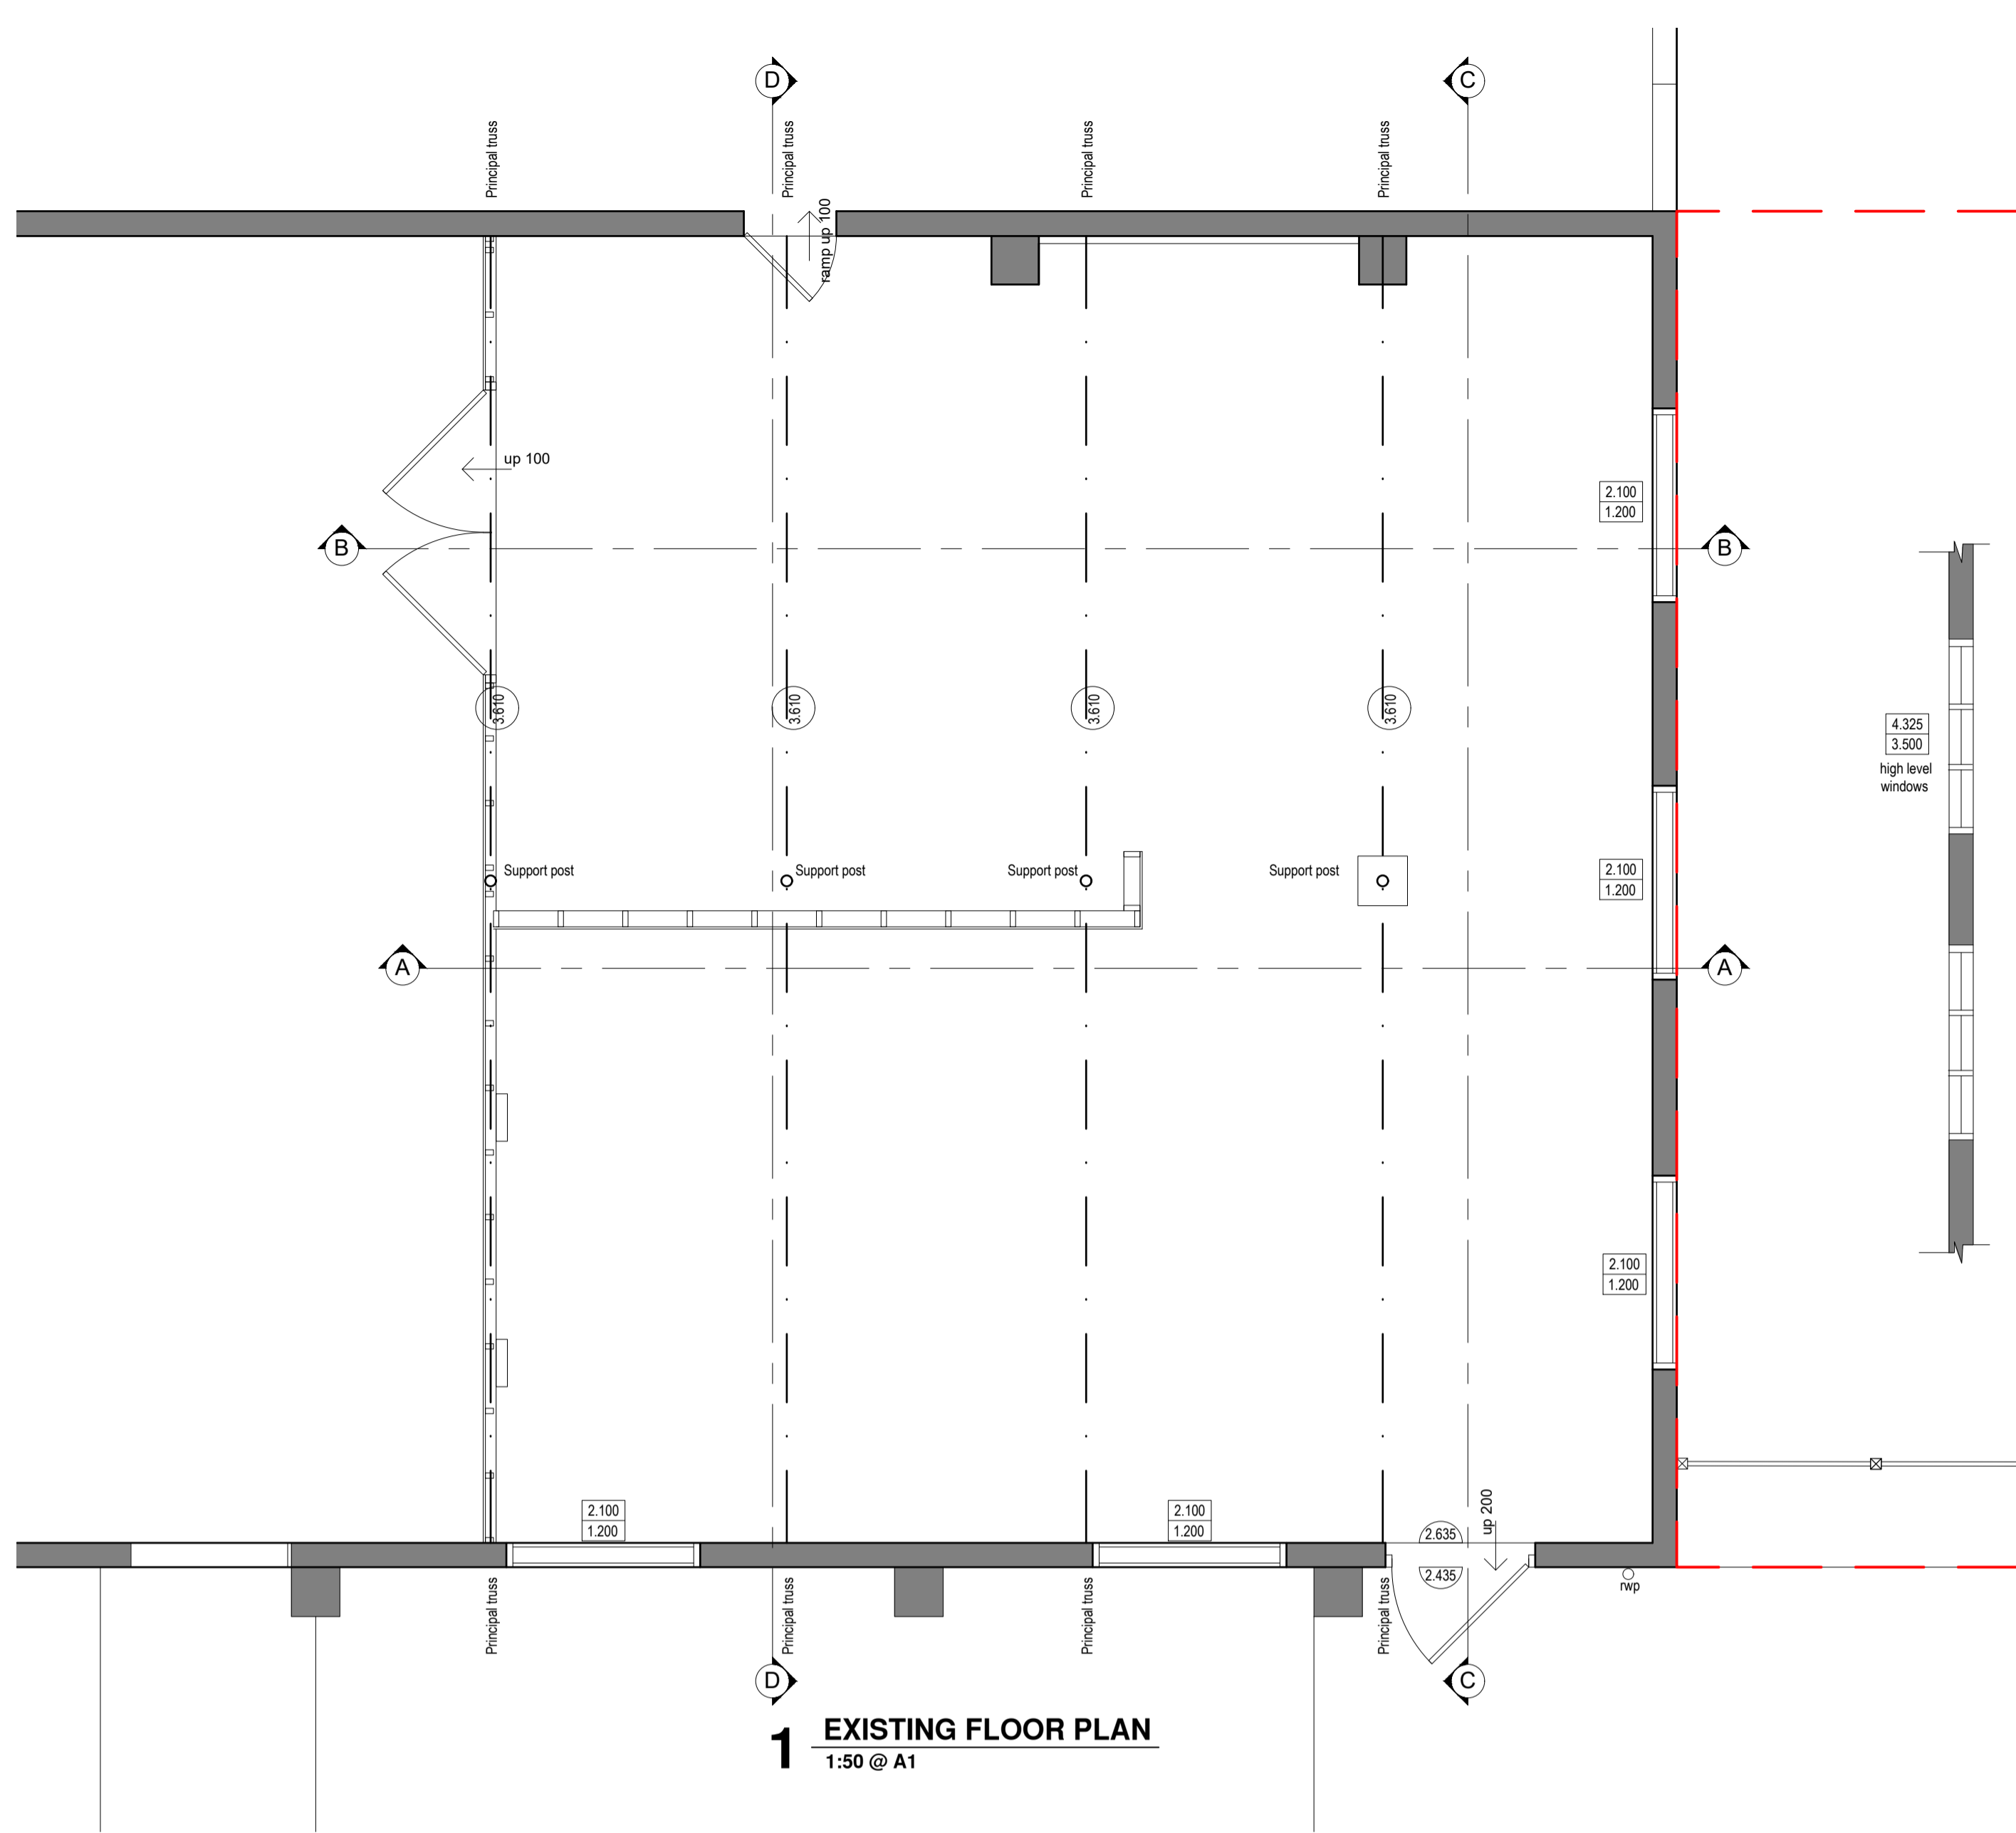 D
C
Principal truss
Principal truss
Principal truss
Principal truss
ramp up 100
up 100
2.100
1.200
B
B
3.610
3.610
3.610
3.610
4.325
3.500
high level
windows
Support post
Support post
Support post
Support post
2.100
1.200
A
A
2.100
1.200
2.100
1.200
2.100
1.200
up 200
2.635
2.435
rwp
Principal truss
Principal truss
Principal truss
Principal truss
D
C
1
EXISTING FLOOR PLAN
1:50 @ A1